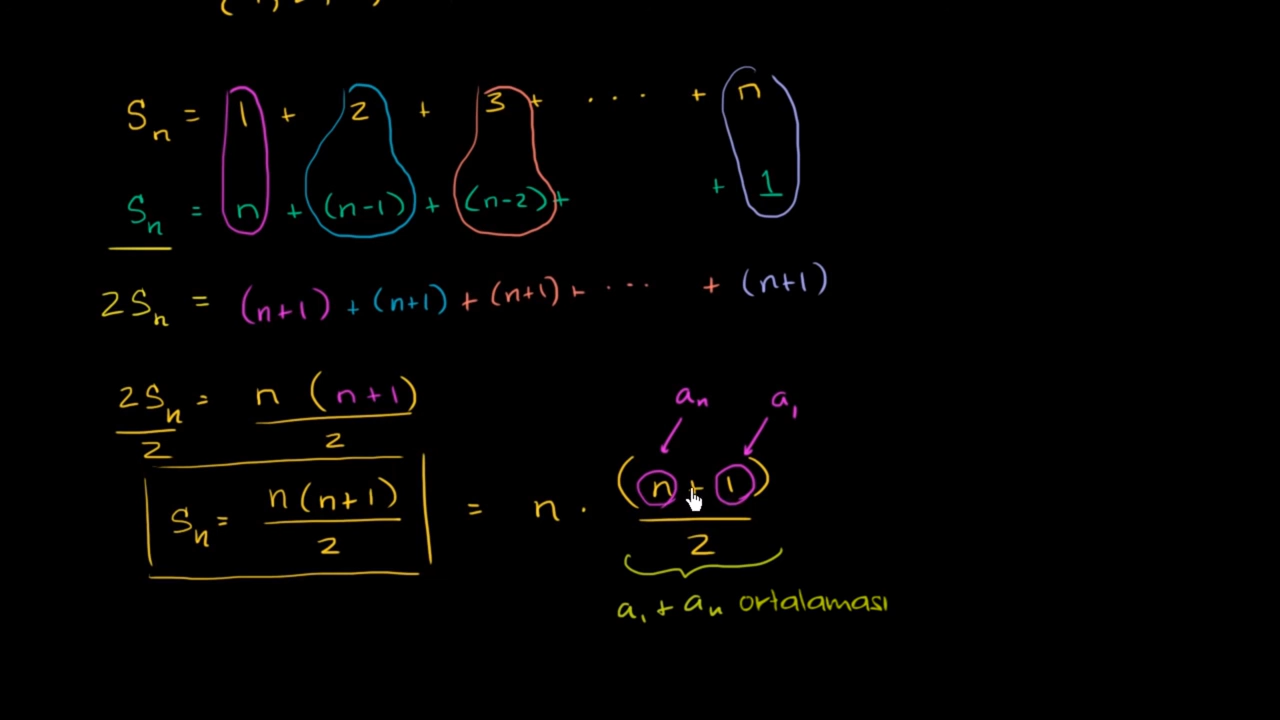 Sn = 1 + 2 + 3 + ··· + n
Sn = n + (n-1) + (n-2) + + 1
2Sn = (n+1) + (n+1) + (n+1) + ··· + (n+1)
2Sn/2 = n(n+1)/2
an a1
Sn = n(n+1)/2 = n · (n+1)/2
a1 + an ortalaması